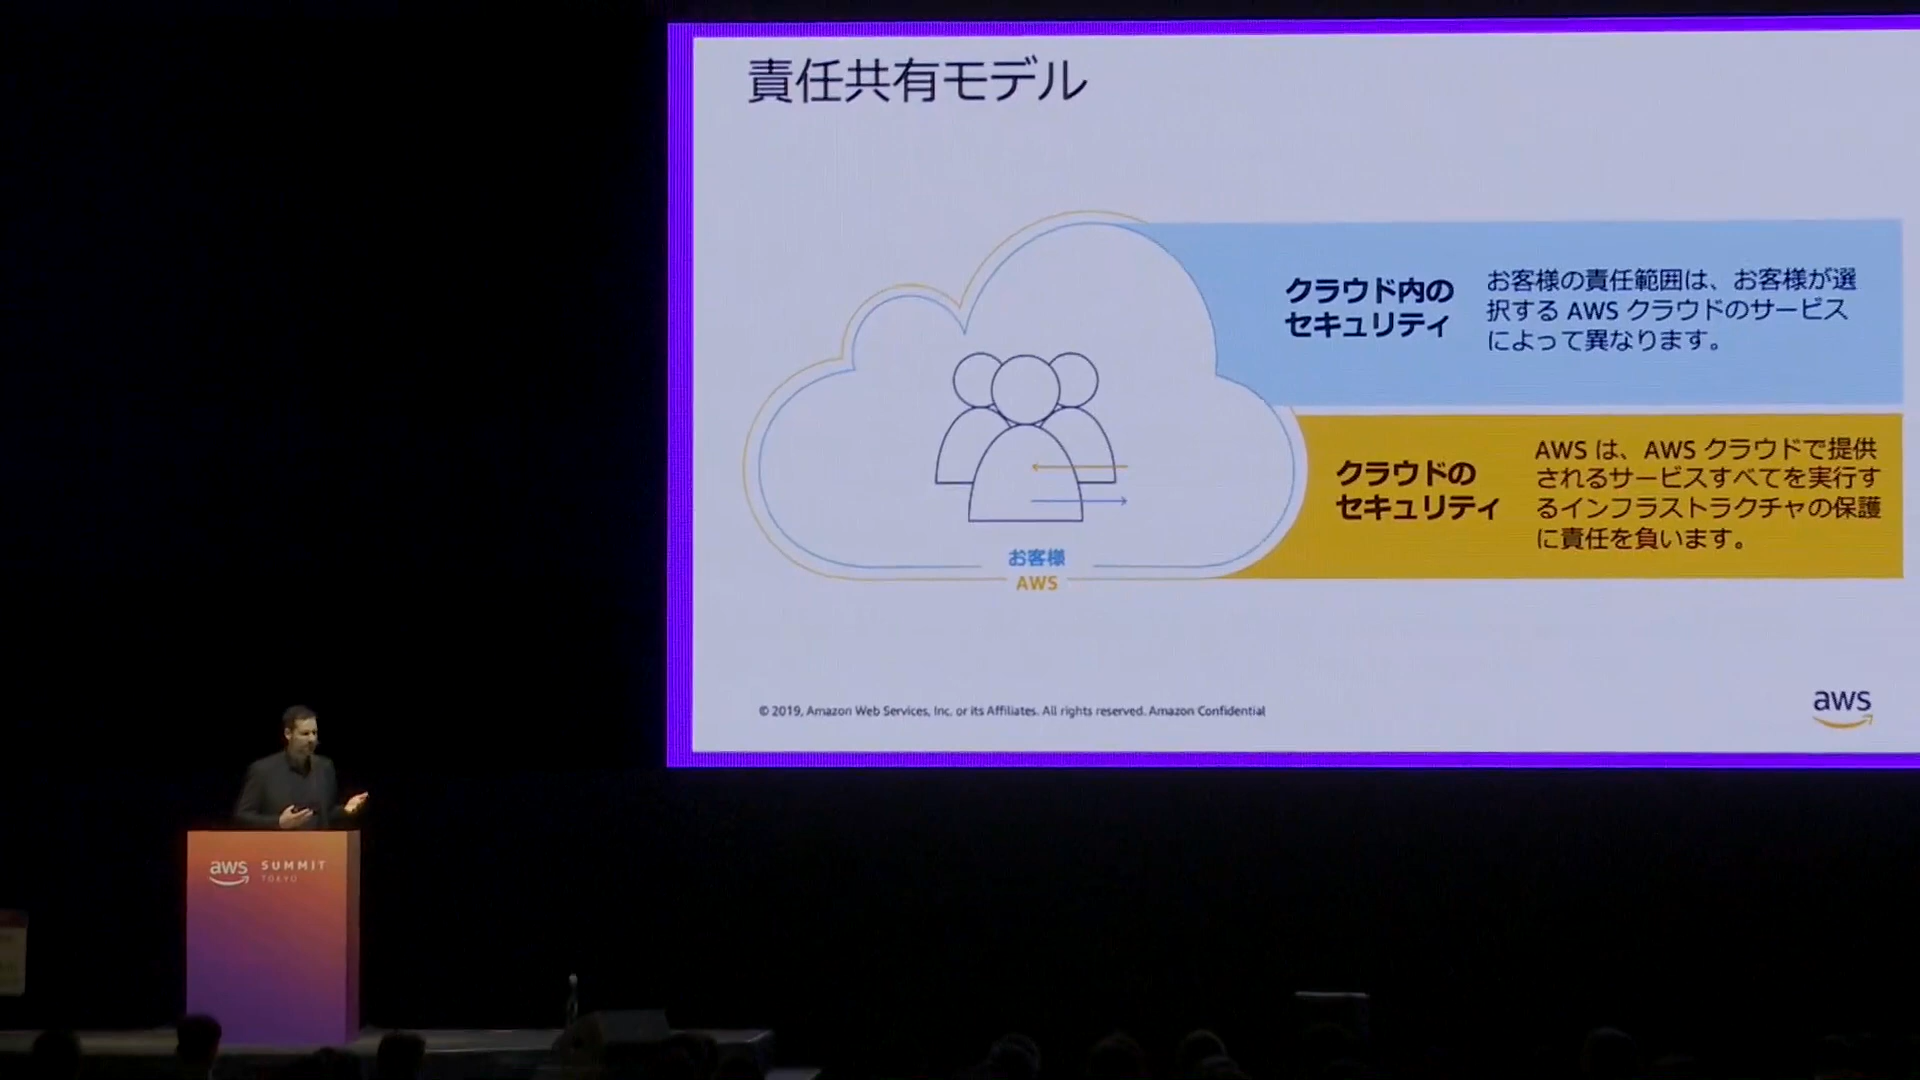 責任共有モデル
クラウド内の
セキュリティ
お客様の責任範囲は、お客様が選
択する AWS クラウドのサービス
によって異なります。
クラウドの
セキュリティ
AWS は、AWS クラウドで提供
されるサービスすべてを実行す
るインフラストラクチャの保護
に責任を負います。
お客様
AWS
© 2019, Amazon Web Services, Inc. or its Affiliates. All rights reserved. Amazon Confidential
aws
aws SUMMIT
TOKYO